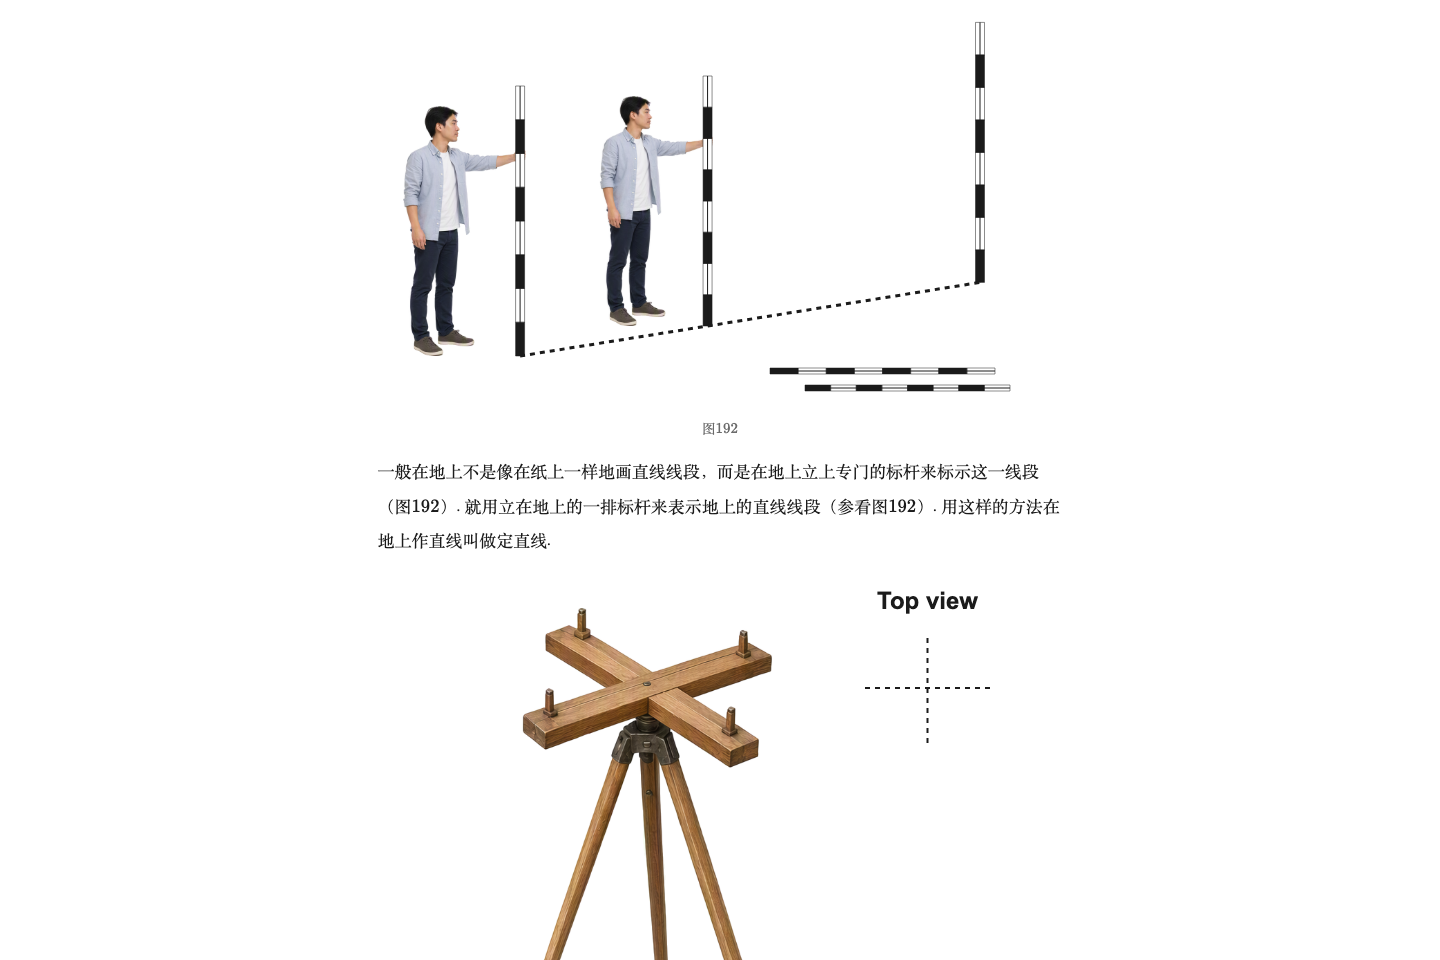 图192
一般在地上不是像在纸上一样地画直线线段，而是在地上立上专门的标杆来标示这一线段
（图192）. 就用立在地上的一排标杆来表示地上的直线线段（参看图192）. 用这样的方法在
地上作直线叫做定直线.
Top view